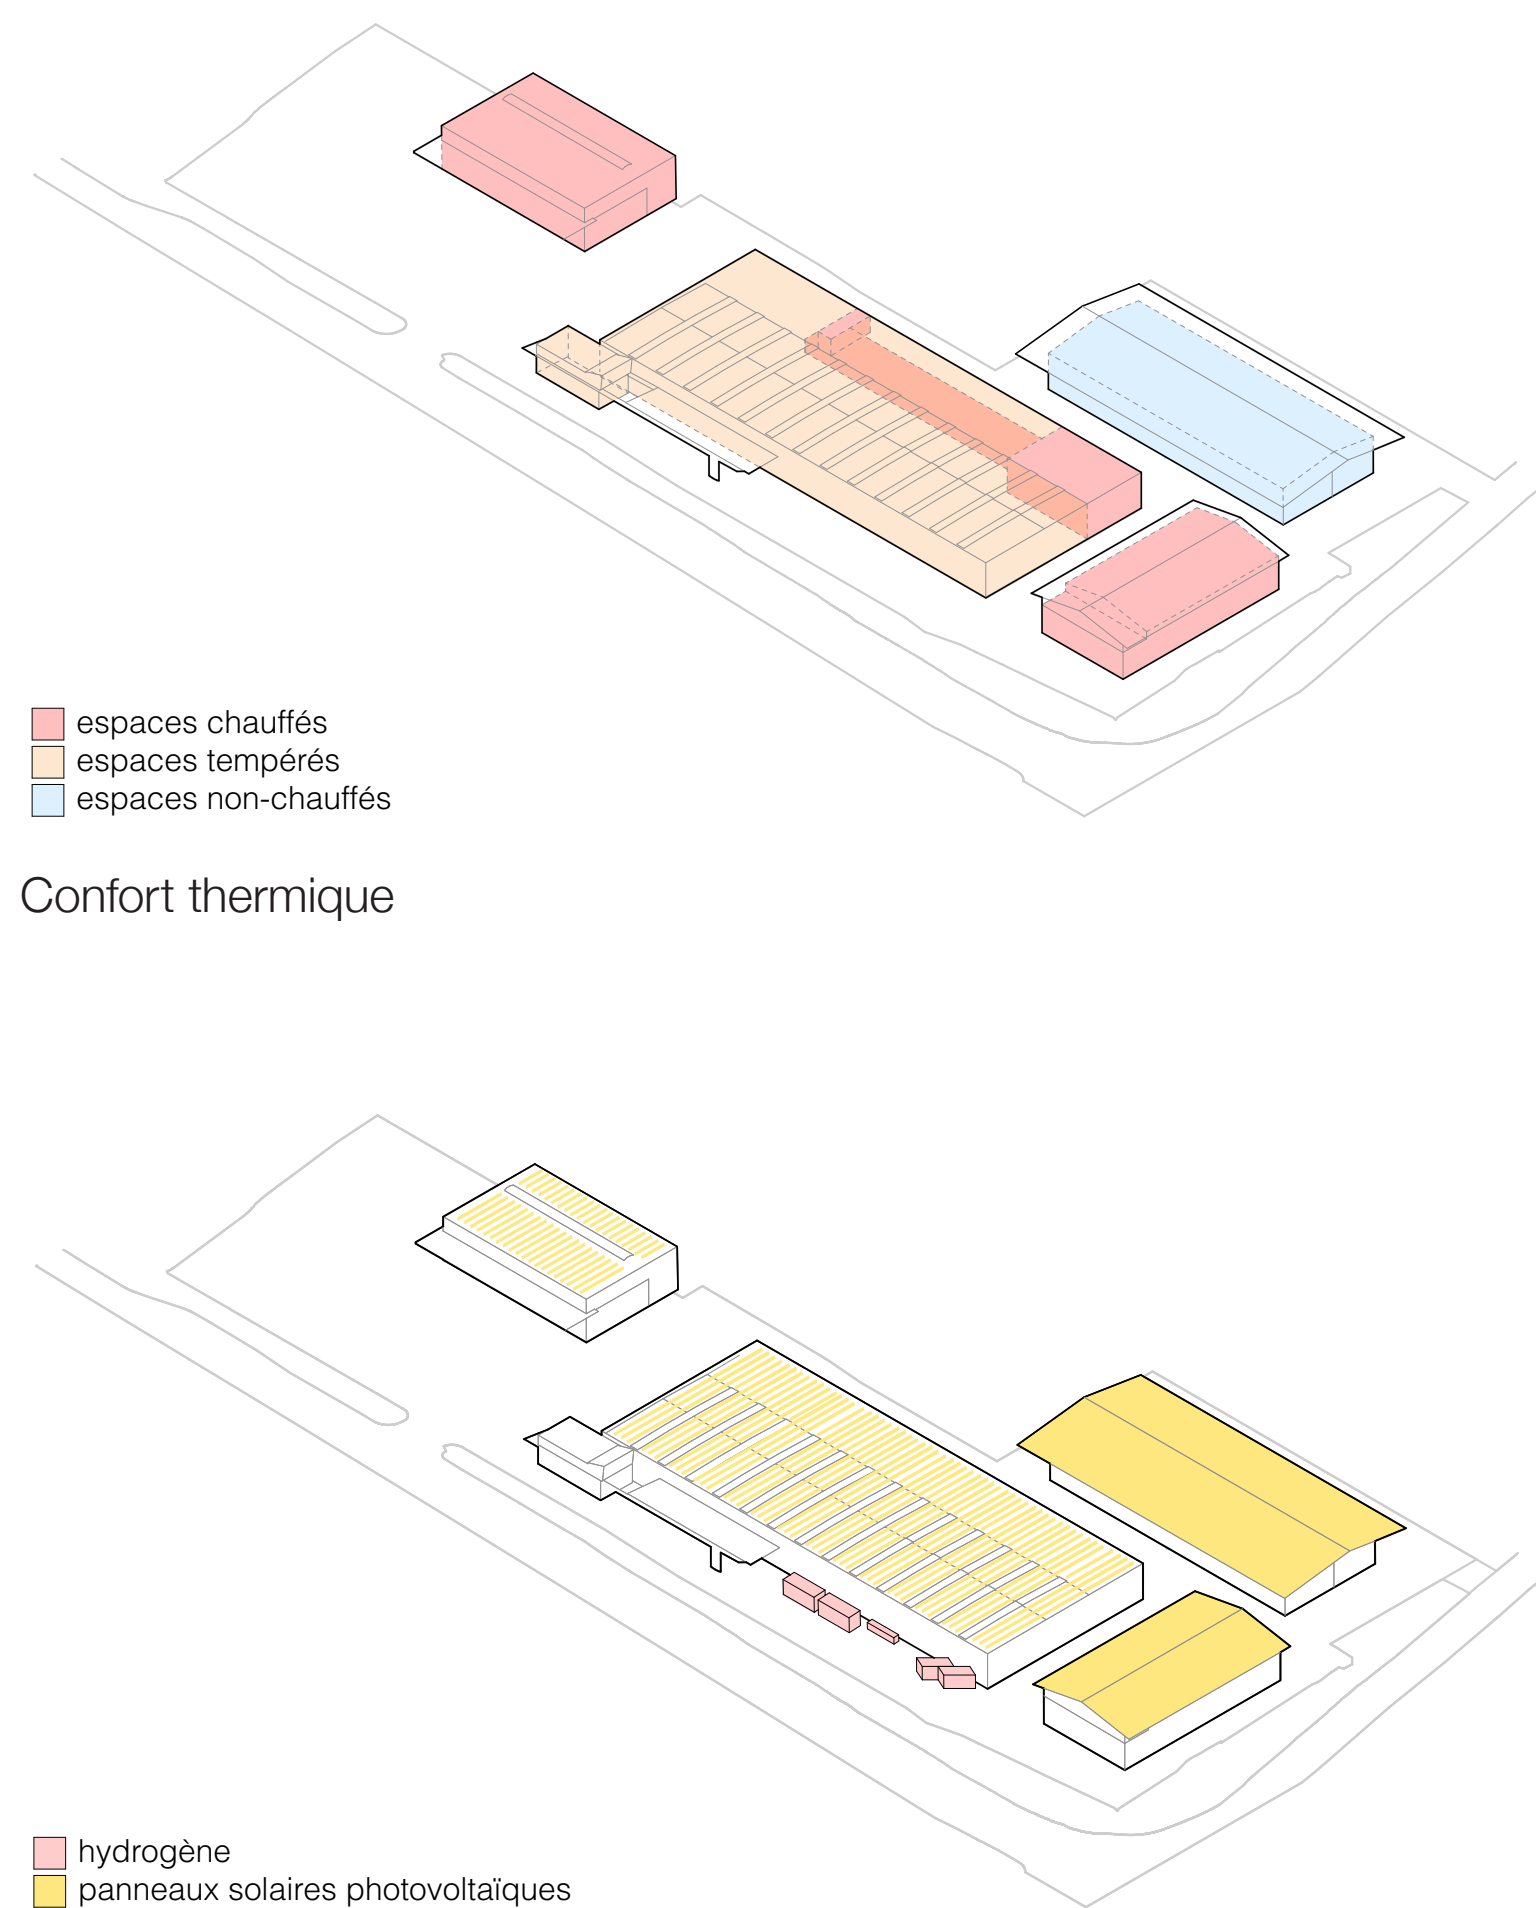 espaces chauffés
espaces tempérés
espaces non-chauffés
Confort thermique
hydrogène
panneaux solaires photovoltaïques